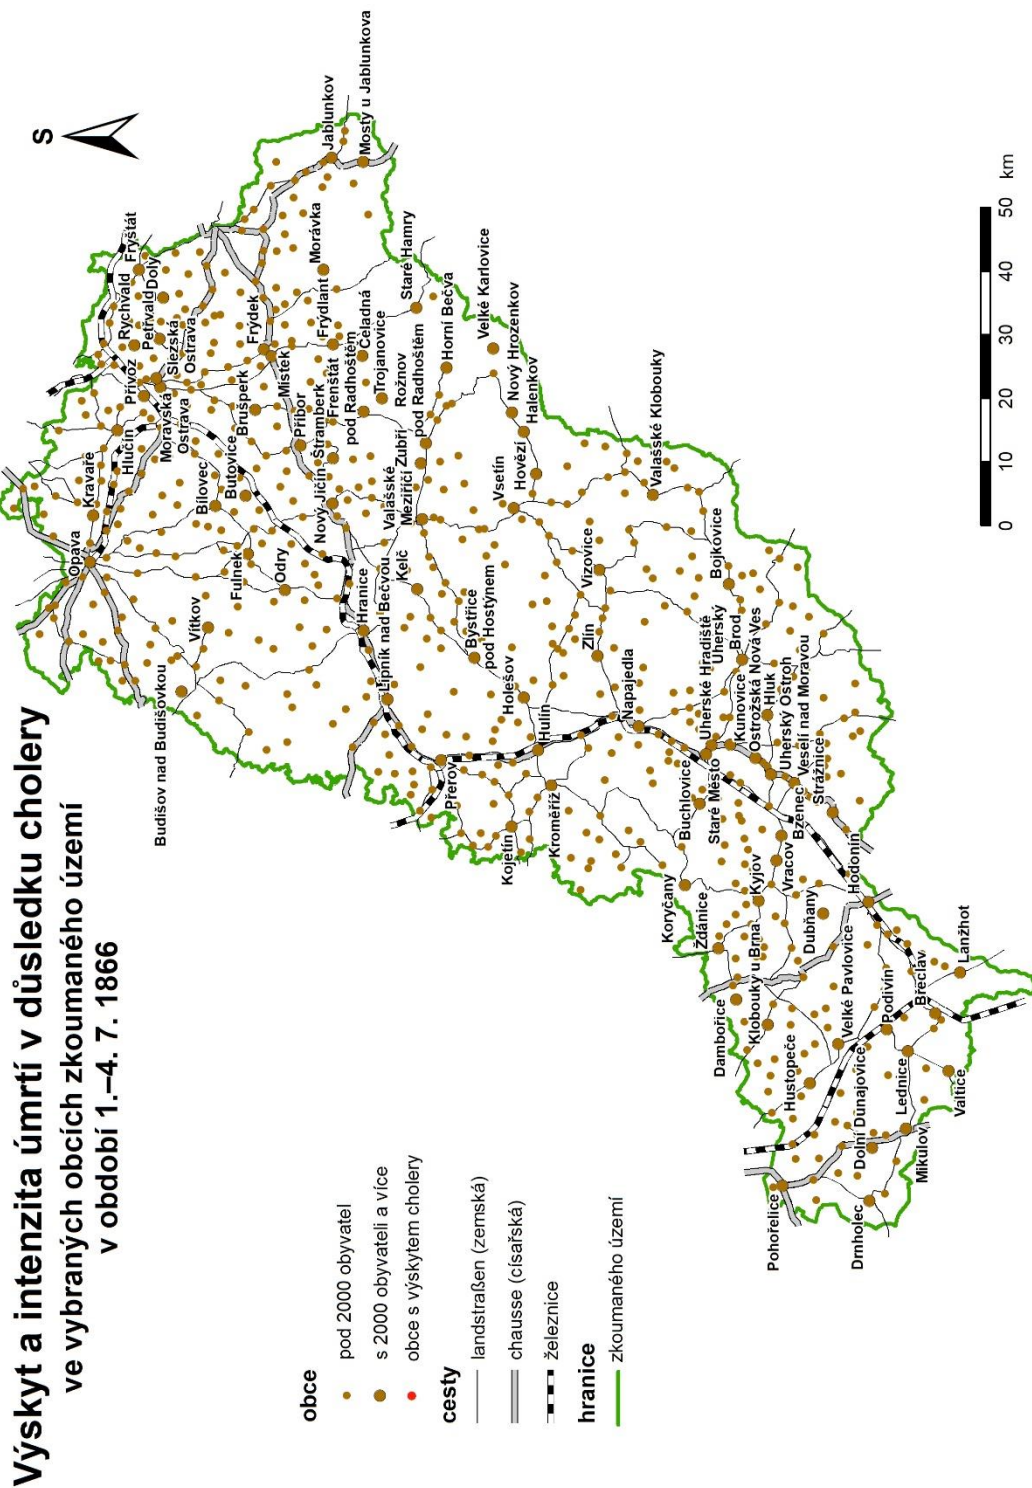 Výskyt a intenzita úmrtí v důsledku cholery
ve vybraných obcích zkoumaného území
v období 1.–4. 7. 1866
S
obce
pod 2000 obyvatel
s 2000 obyvateli a více
obce s výskytem cholery
cesty
landstraßen (zemská)
chausse (císařská)
železnice
hranice
zkoumaného území
0 10 20 30 40 50 km
Opava
Kravaře
Hlučín
Přívoz
Rychvald
Fryštát
Petřvald
Doly
Slezská
Ostrava
Moravská
Ostrava
Budišov nad Budišovkou
Vítkov
Bílovec
Butovice
Brušperk
Frýdek
Místek
Fulnek
Odry
Příbor
Nový Jičín
Štramberk
Frenštát
pod Radhoštěm
Frýdlant
Morávka
Jablunkov
Mosty u Jablunkova
Čeladná
Trojanovice
Staré Hamry
Hranice
Lipník nad Bečvou
Kelč
Valašské
Meziříčí
Zubří
Rožnov
pod Radhoštěm
Horní Bečva
Velké Karlovice
Nový Hrozenkov
Halenkov
Hovězí
Vsetín
Bystřice
pod Hostýnem
Přerov
Holešov
Hulín
Kojetín
Kroměříž
Zlín
Vizovice
Valašské Klobouky
Napajedla
Bojkovice
Uherské Hradiště
Uherský
Brod
Kunovice
Ostrožská Nová Ves
Hluk
Uherský Ostroh
Veselí nad Moravou
Strážnice
Buchlovice
Staré Město
Bzenec
Vracov
Koryčany
Kyjov
Ždánice
Dubňany
Hodonín
Dambořice
Klobouky u Brna
Velké Pavlovice
Hustopeče
Podivín
Břeclav
Lanžhot
Lednice
Valtice
Dolní Dunajovice
Mikulov
Pohořelice
Drnholec